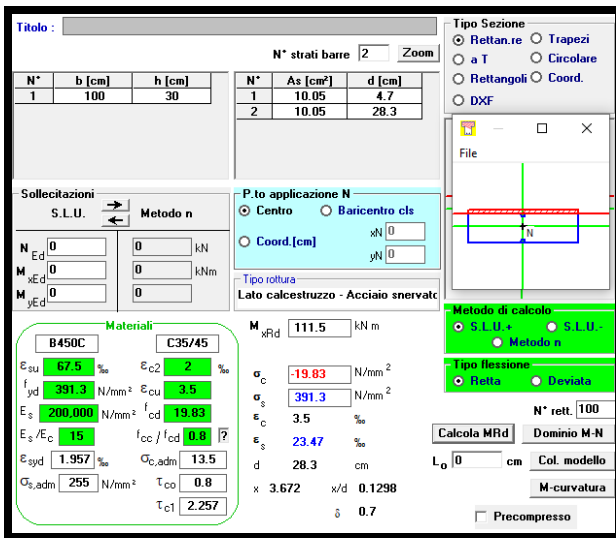 Titolo :
N° strati barre 2 Zoom
N° b [cm] h [cm]
1 100 30
N° As [cm²] d [cm]
1 10.05 4.7
2 10.05 28.3
Tipo Sezione
Rettan.re Trapezi
a T Circolare
Rettangoli Coord.
DXF
File
N
Sollecitazioni
S.L.U. Metodo n
N Ed 0 0 kN
M xEd 0 0 kNm
M yEd 0 0
P.to applicazione N
Centro Baricentro cls
Coord.[cm] xN 0
yN 0
Tipo rottura
Lato calcestruzzo - Acciaio snervato
Metodo di calcolo
S.L.U.+ S.L.U.-
Metodo n
Tipo flessione
Retta Deviata
Materiali
B450C C35/45
εsu 67.5 ‰ εc2 2 ‰
fyd 391.3 N/mm² εcu 3.5
Es 200,000 N/mm² fcd 19.83
Es/Ec 15 fcc/fcd 0.8 ?
εsyd 1.957 ‰ σc,adm 13.5
σs,adm 255 N/mm² τco 0.8
τc1 2.257
M xRd 111.5 kN m
σc -19.83 N/mm²
σs 391.3 N/mm²
εc 3.5 ‰
εs 23.47 ‰
d 28.3 cm
x 3.672 x/d 0.1298
δ 0.7
N° rett. 100
Calcola MRd Dominio M-N
Lo 0 cm Col. modello
M-curvatura
Precompresso